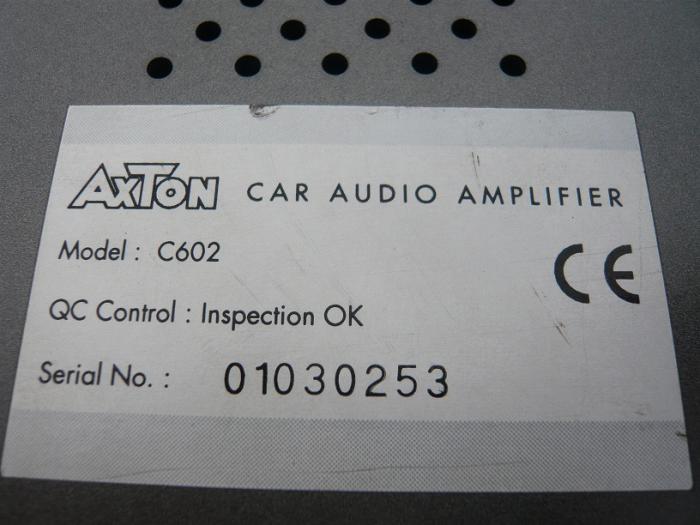 AXTON CAR AUDIO AMPLIFIER
Model : C602
CE
QC Control : Inspection OK
Serial No. : 01030253